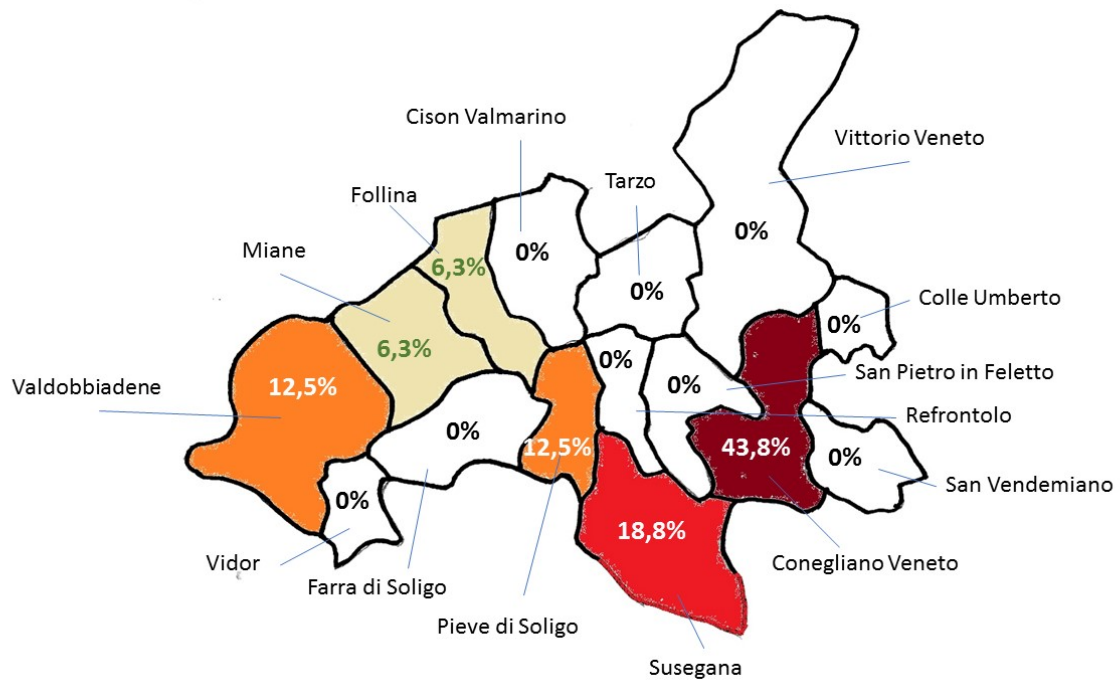 Cison Valmarino
Vittorio Veneto
Tarzo
Follina
0%
0%
Miane
6,3%
0%
Colle Umberto
0%
6,3%
0%
San Pietro in Feletto
Valdobbiadene
12,5%
0%
Refrontolo
0%
12,5%
43,8%
0%
San Vendemiano
0%
18,8%
Vidor
Conegliano Veneto
Farra di Soligo
Pieve di Soligo
Susegana